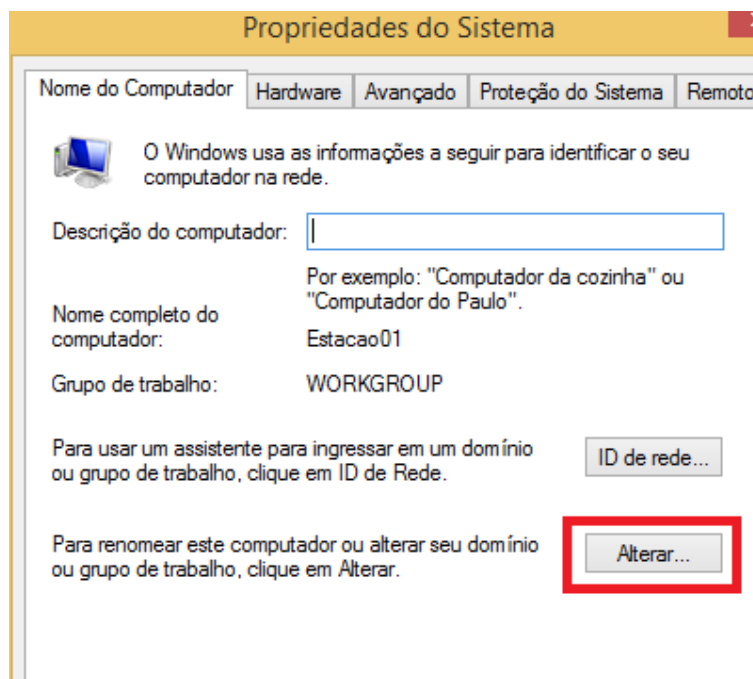 Propriedades do Sistema
Nome do Computador Hardware Avançado Proteção do Sistema Remoto
O Windows usa as informações a seguir para identificar o seu
computador na rede.
Descrição do computador:
Por exemplo: "Computador da cozinha" ou
"Computador do Paulo".
Nome completo do
computador: Estacao01
Grupo de trabalho: WORKGROUP
Para usar um assistente para ingressar em um domínio
ou grupo de trabalho, clique em ID de Rede.
ID de rede...
Para renomear este computador ou alterar seu domínio
ou grupo de trabalho, clique em Alterar.
Alterar...